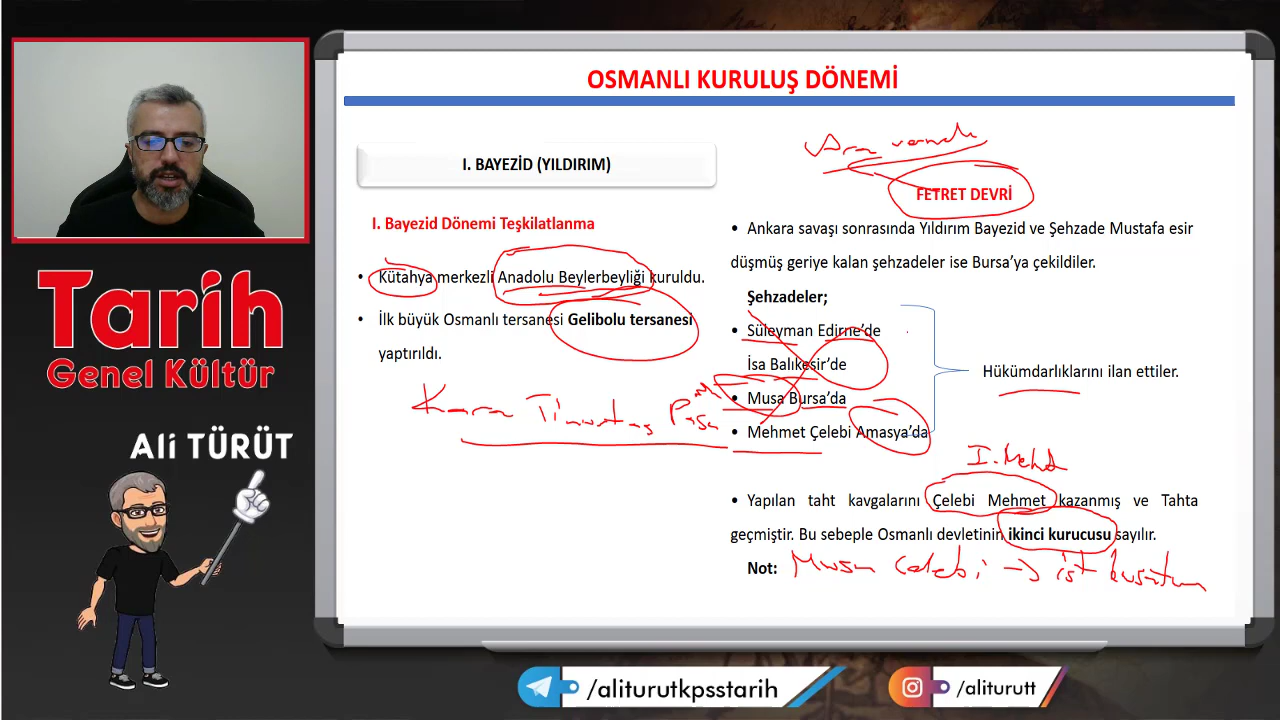 OSMANLI KURULUŞ DÖNEMİ
I. BAYEZİD (YILDIRIM)
I. Bayezid Dönemi Teşkilatlanma
• Kütahya merkezli Anadolu Beylerbeyliği kuruldu.
• İlk büyük Osmanlı tersanesi Gelibolu tersanesi
yaptırıldı.
Kara Timurtaş Paşa
FETRET DEVRİ
• Ankara savaşı sonrasında Yıldırım Bayezid ve Şehzade Mustafa esir
düşmüş geriye kalan şehzadeler ise Bursa’ya çekildiler.
Şehzadeler;
• Süleyman Edirne’de
İsa Balıkesir’de
• Musa Bursa’da
• Mehmet Çelebi Amasya’da
Hükümdarlıklarını ilan ettiler.
• Yapılan taht kavgalarını Çelebi Mehmet kazanmış ve Tahta
geçmiştir. Bu sebeple Osmanlı devletinin ikinci kurucusu sayılır.
Not: Musa Çelebi → ist
Tarih
Genel Kültür
Ali TÜRÜT
/aliturutkpsstarih
/aliturutt